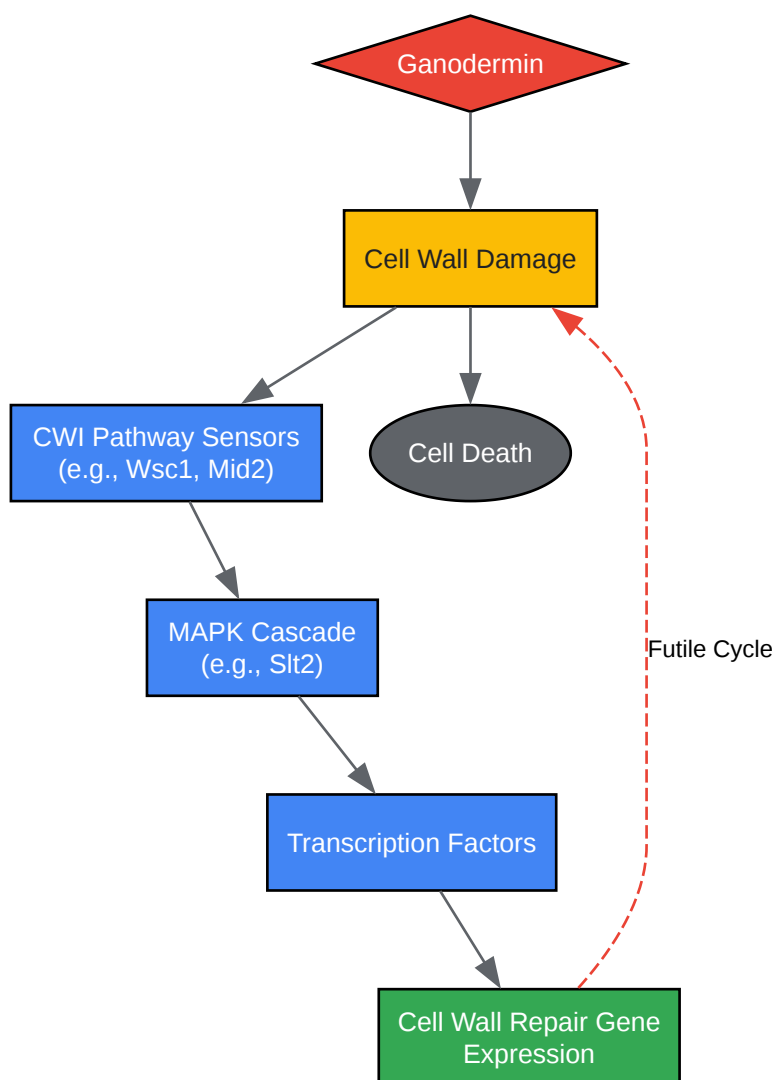 Ganodermin
Cell Wall Damage
CWI Pathway Sensors
(e.g., Wsc1, Mid2)
Cell Death
MAPK Cascade
(e.g., Slt2)
Futile Cycle
Transcription Factors
Cell Wall Repair Gene
Expression